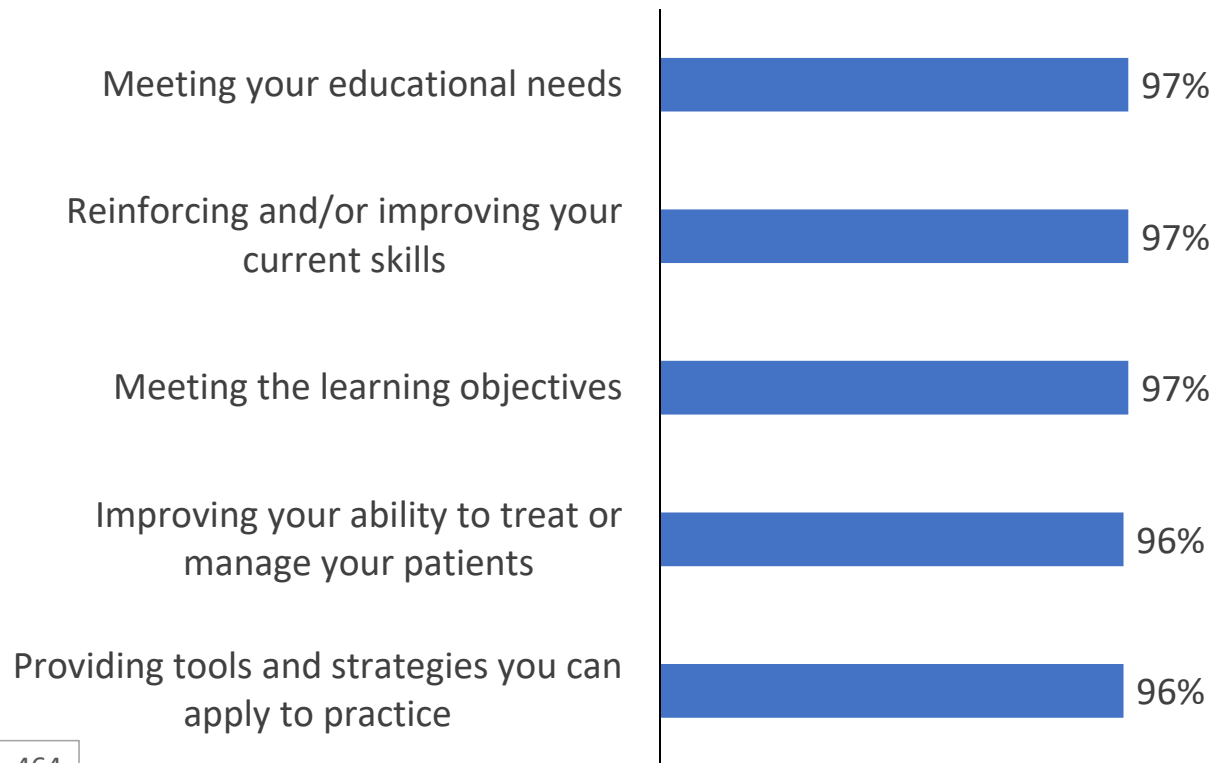 Meeting your educational needs
97%
Reinforcing and/or improving your
current skills
97%
Meeting the learning objectives
97%
Improving your ability to treat or
manage your patients
96%
Providing tools and strategies you can
apply to practice
96%